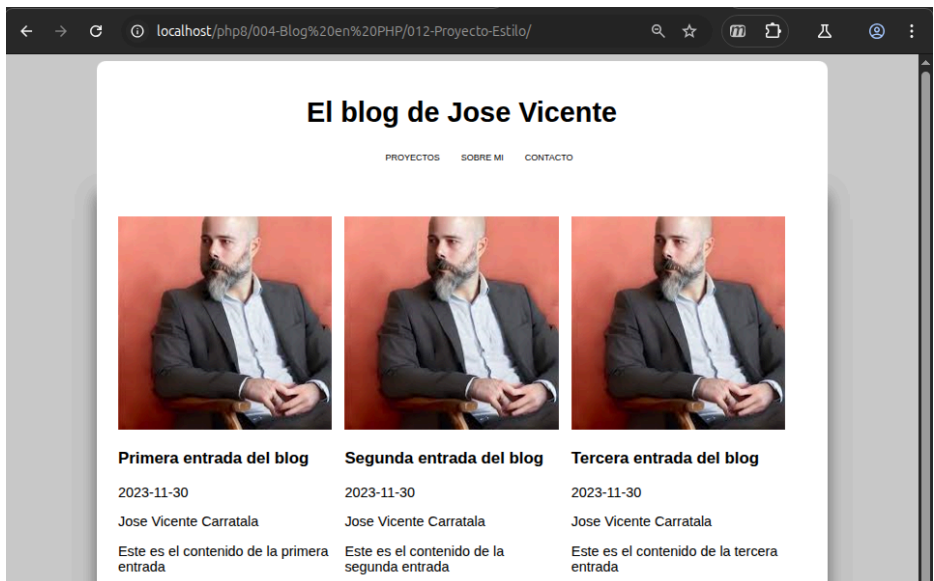 localhost/php8/004-Blog%20en%20PHP/012-Proyecto-Estilo/
El blog de Jose Vicente
PROYECTOS SOBRE MI CONTACTO
Primera entrada del blog
2023-11-30
Jose Vicente Carratala
Este es el contenido de la primera
entrada
Segunda entrada del blog
2023-11-30
Jose Vicente Carratala
Este es el contenido de la
segunda entrada
Tercera entrada del blog
2023-11-30
Jose Vicente Carratala
Este es el contenido de la tercera
entrada